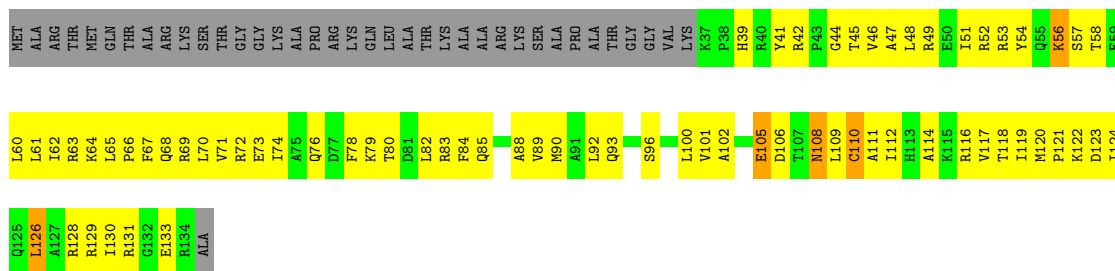 MET ALA ARG THR MET GLN THR ALA ARG LYS SER THR GLY GLY LYS ALA PRO ARG LYS GLN LEU ALA THR LYS ALA ALA ARG LYS SER ALA PRO ALA THR GLY GLY VAL LYS K37 P38 H39 R40 Y41 R42 P43 G44 T45 V46 A47 L48 R49 E50 I51 R52 R53 Y54 Q55 K56 S57 T58 E59
L60 L61 I62 R63 K64 L65 P66 F67 Q68 R69 L70 V71 R72 E73 I74 A75 Q76 D77 F78 K79 T80 D81 L82 R83 F84 Q85 A88 V89 M90 A91 L92 Q93 S96 L100 V101 A102 E105 D106 T107 N108 L109 C110 A111 I112 H113 A114 K115 R116 V117 T118 I119 M120 P121 K122 D123 I124
Q125 L126 A127 R128 R129 I130 R131 G132 E133 R134 ALA